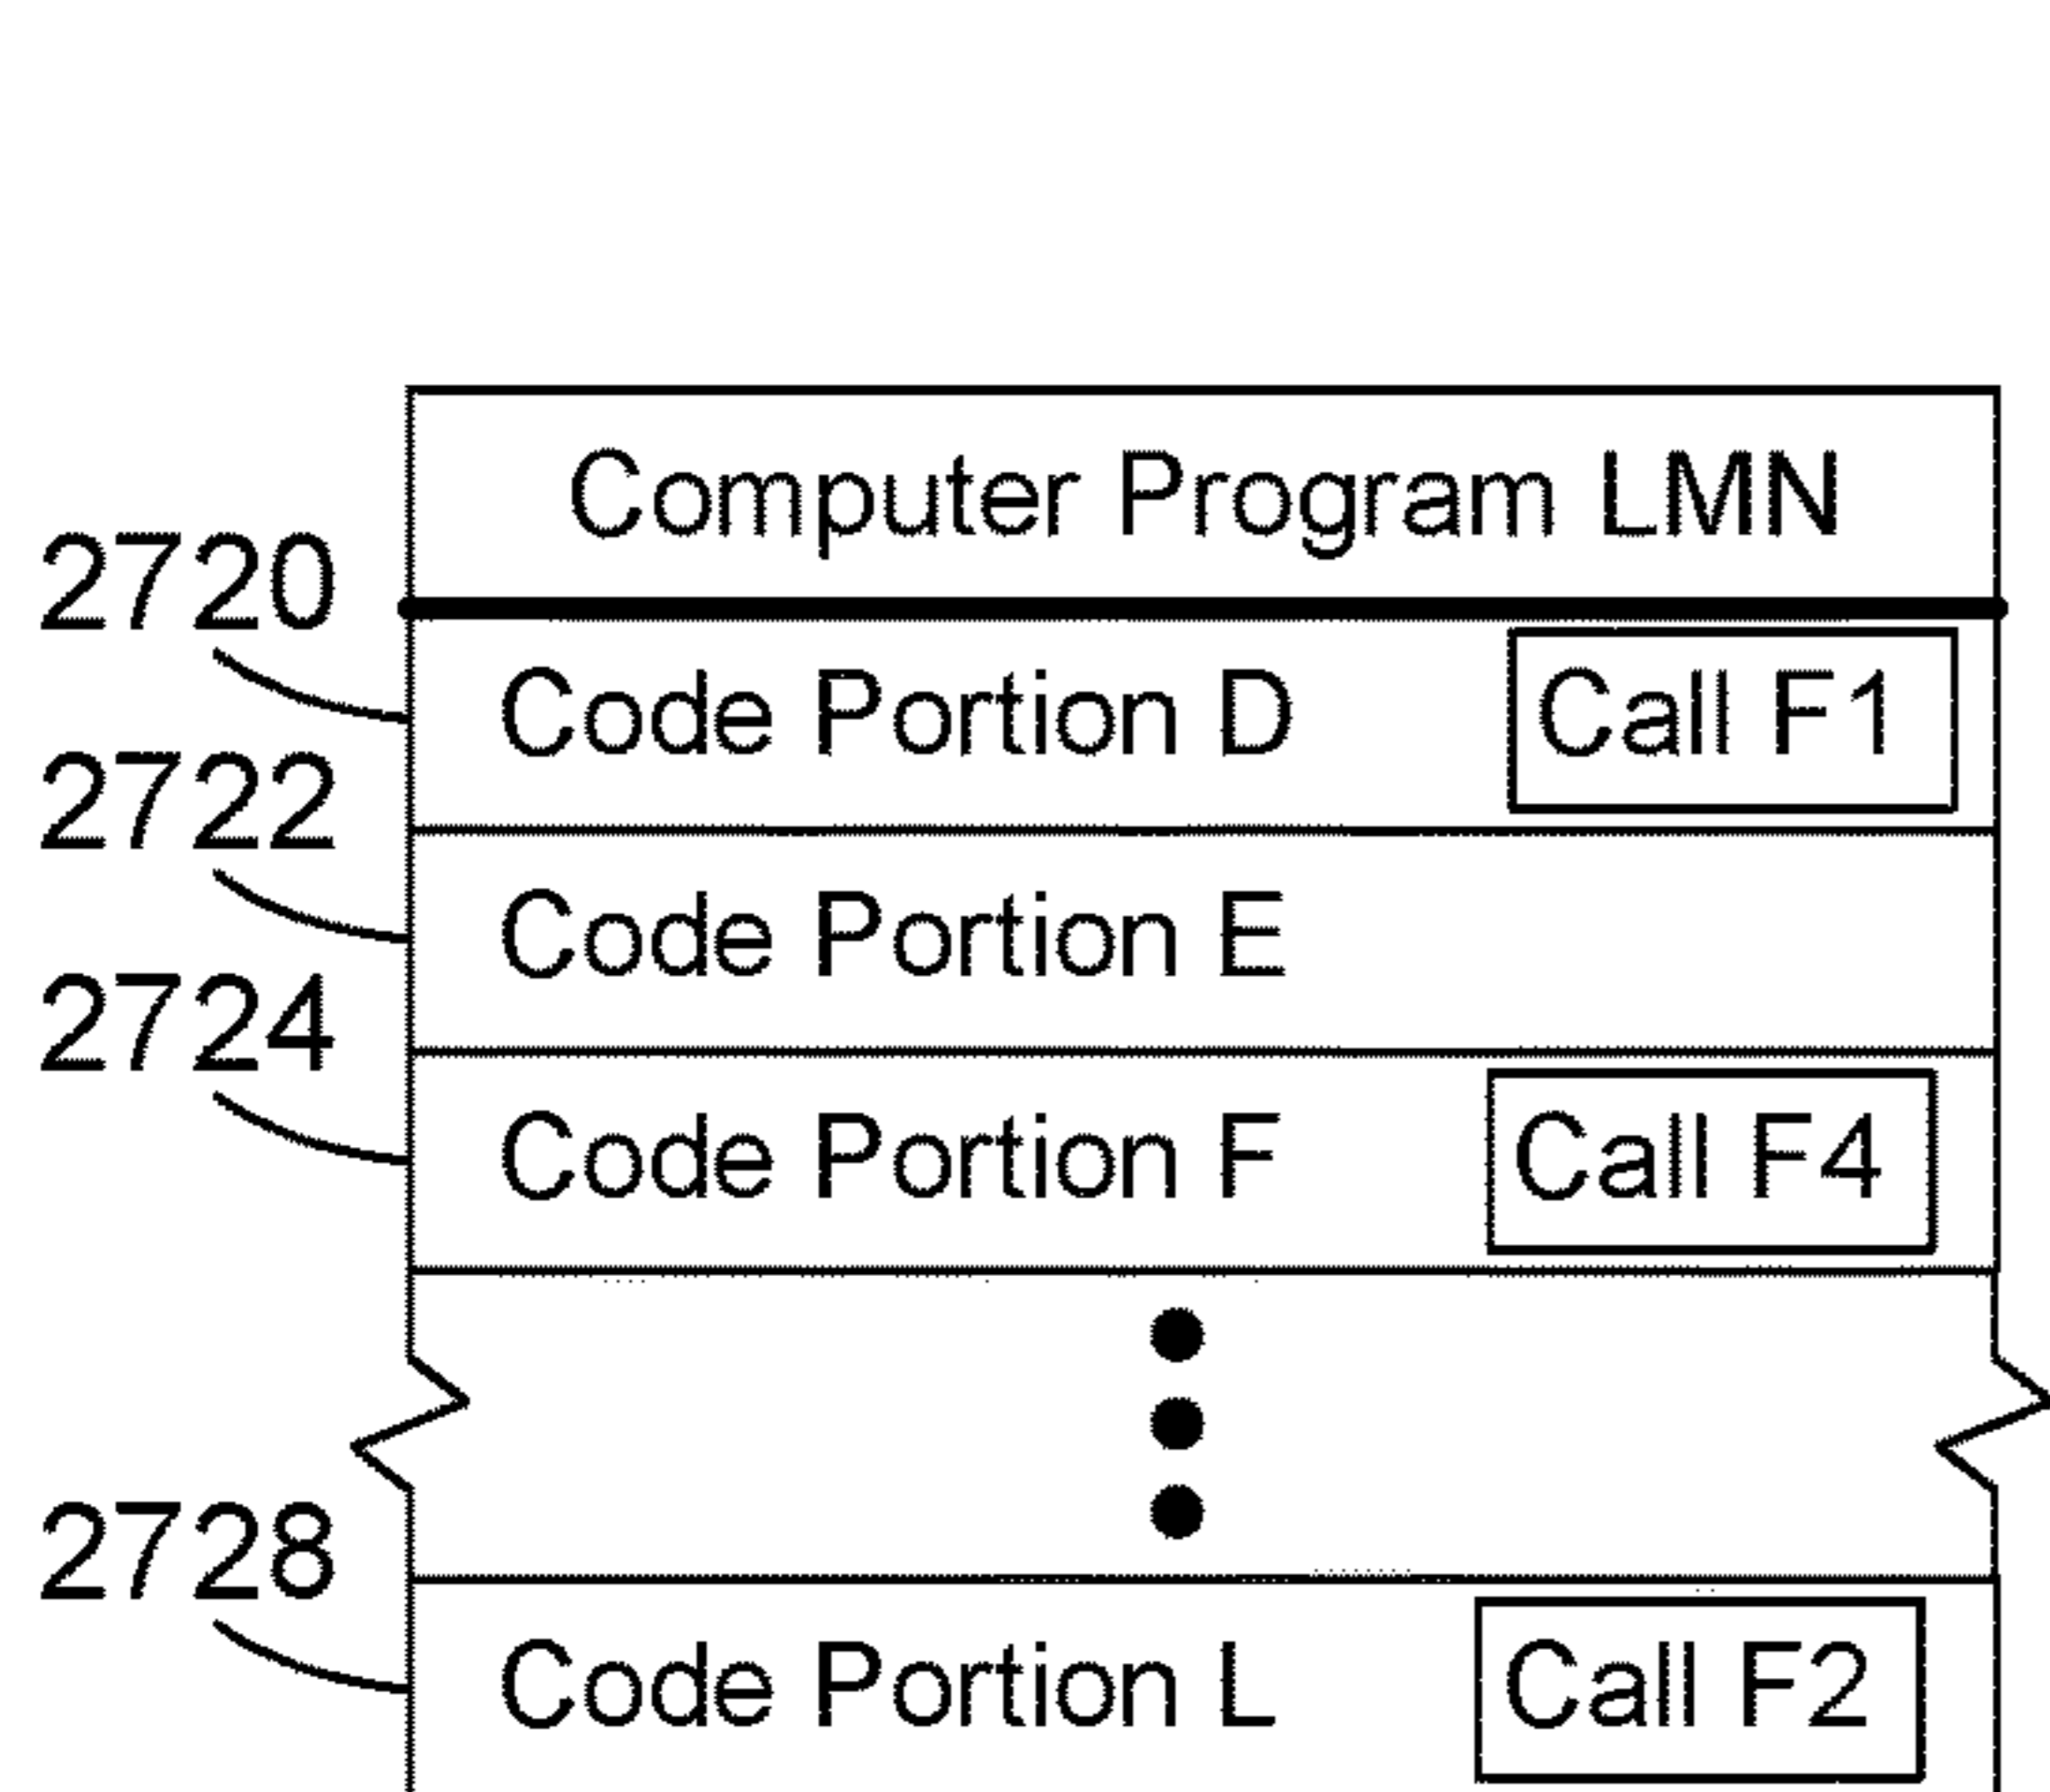 Computer Program LMN
2720
Code Portion D Call F1
2722
Code Portion E
2724
Code Portion F Call F4
2728
Code Portion L Call F2